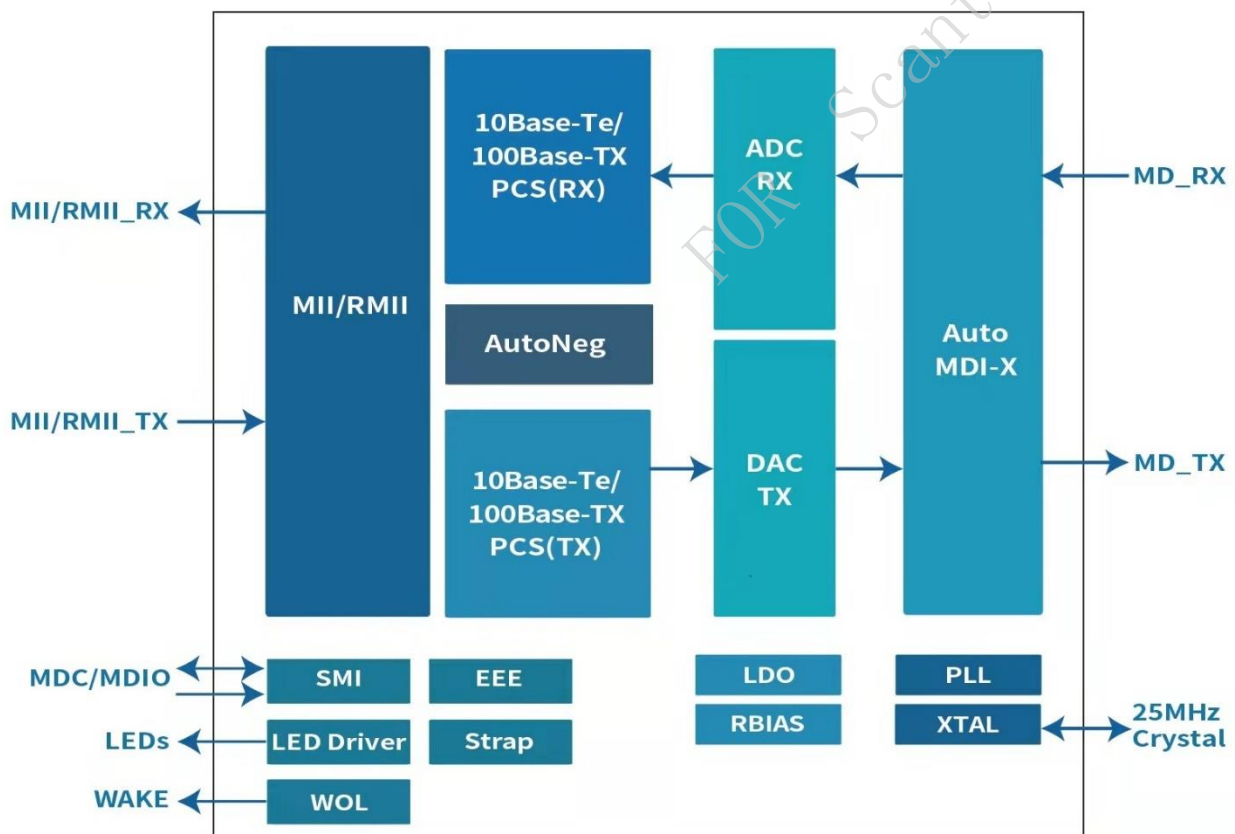 10Base-Te/
100Base-TX
PCS(RX)
ADC
RX
MD_RX
MII/RMII_RX
MII/RMII
AutoNeg
Auto
MDI-X
MII/RMII_TX
10Base-Te/
100Base-TX
PCS(TX)
DAC
TX
MD_TX
MDC/MDIO
SMI
EEE
LDO
PLL
LEDs
LED Driver
Strap
RBIAS
XTAL
25MHz
Crystal
WAKE
WOL
FOR